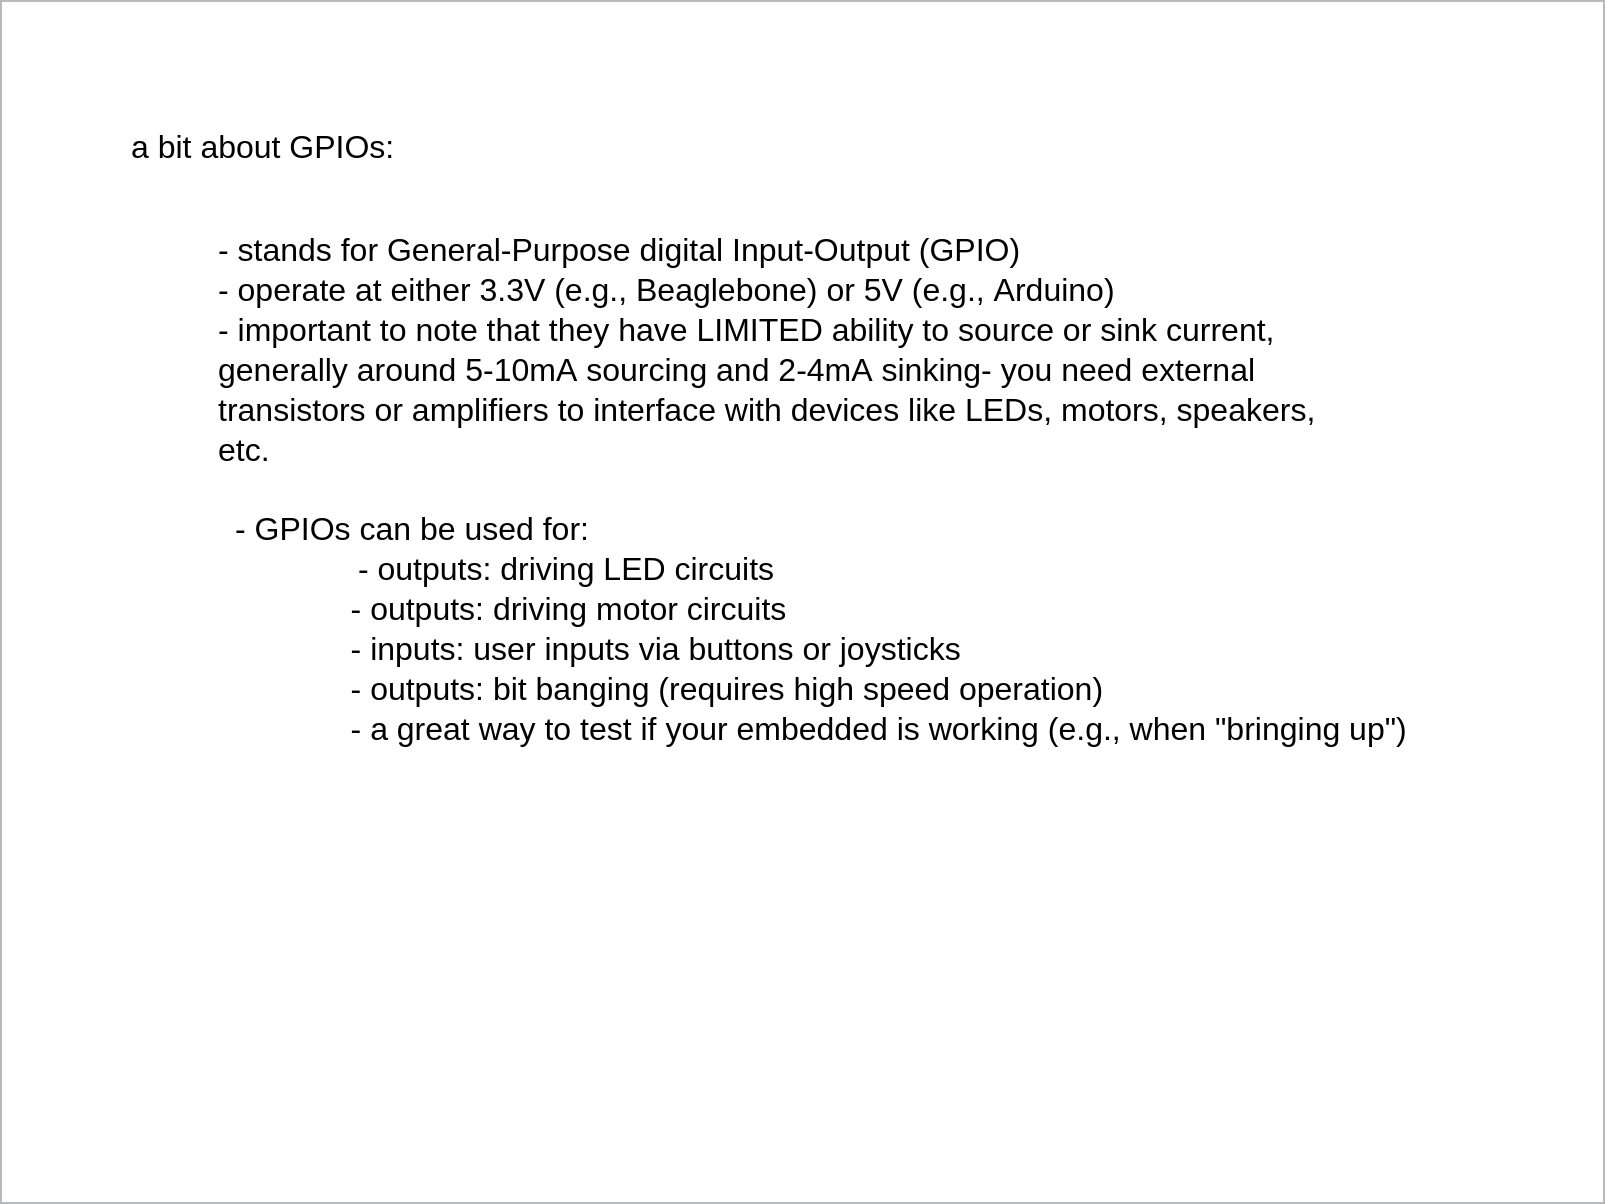 a bit about GPIOs:
- stands for General-Purpose digital Input-Output (GPIO)
- operate at either 3.3V (e.g., Beaglebone) or 5V (e.g., Arduino)
- important to note that they have LIMITED ability to source or sink current,
generally around 5-10mA sourcing and 2-4mA sinking- you need external
transistors or amplifiers to interface with devices like LEDs, motors, speakers,
etc.
- GPIOs can be used for:
- outputs: driving LED circuits
- outputs: driving motor circuits
- inputs: user inputs via buttons or joysticks
- outputs: bit banging (requires high speed operation)
- a great way to test if your embedded is working (e.g., when "bringing up")